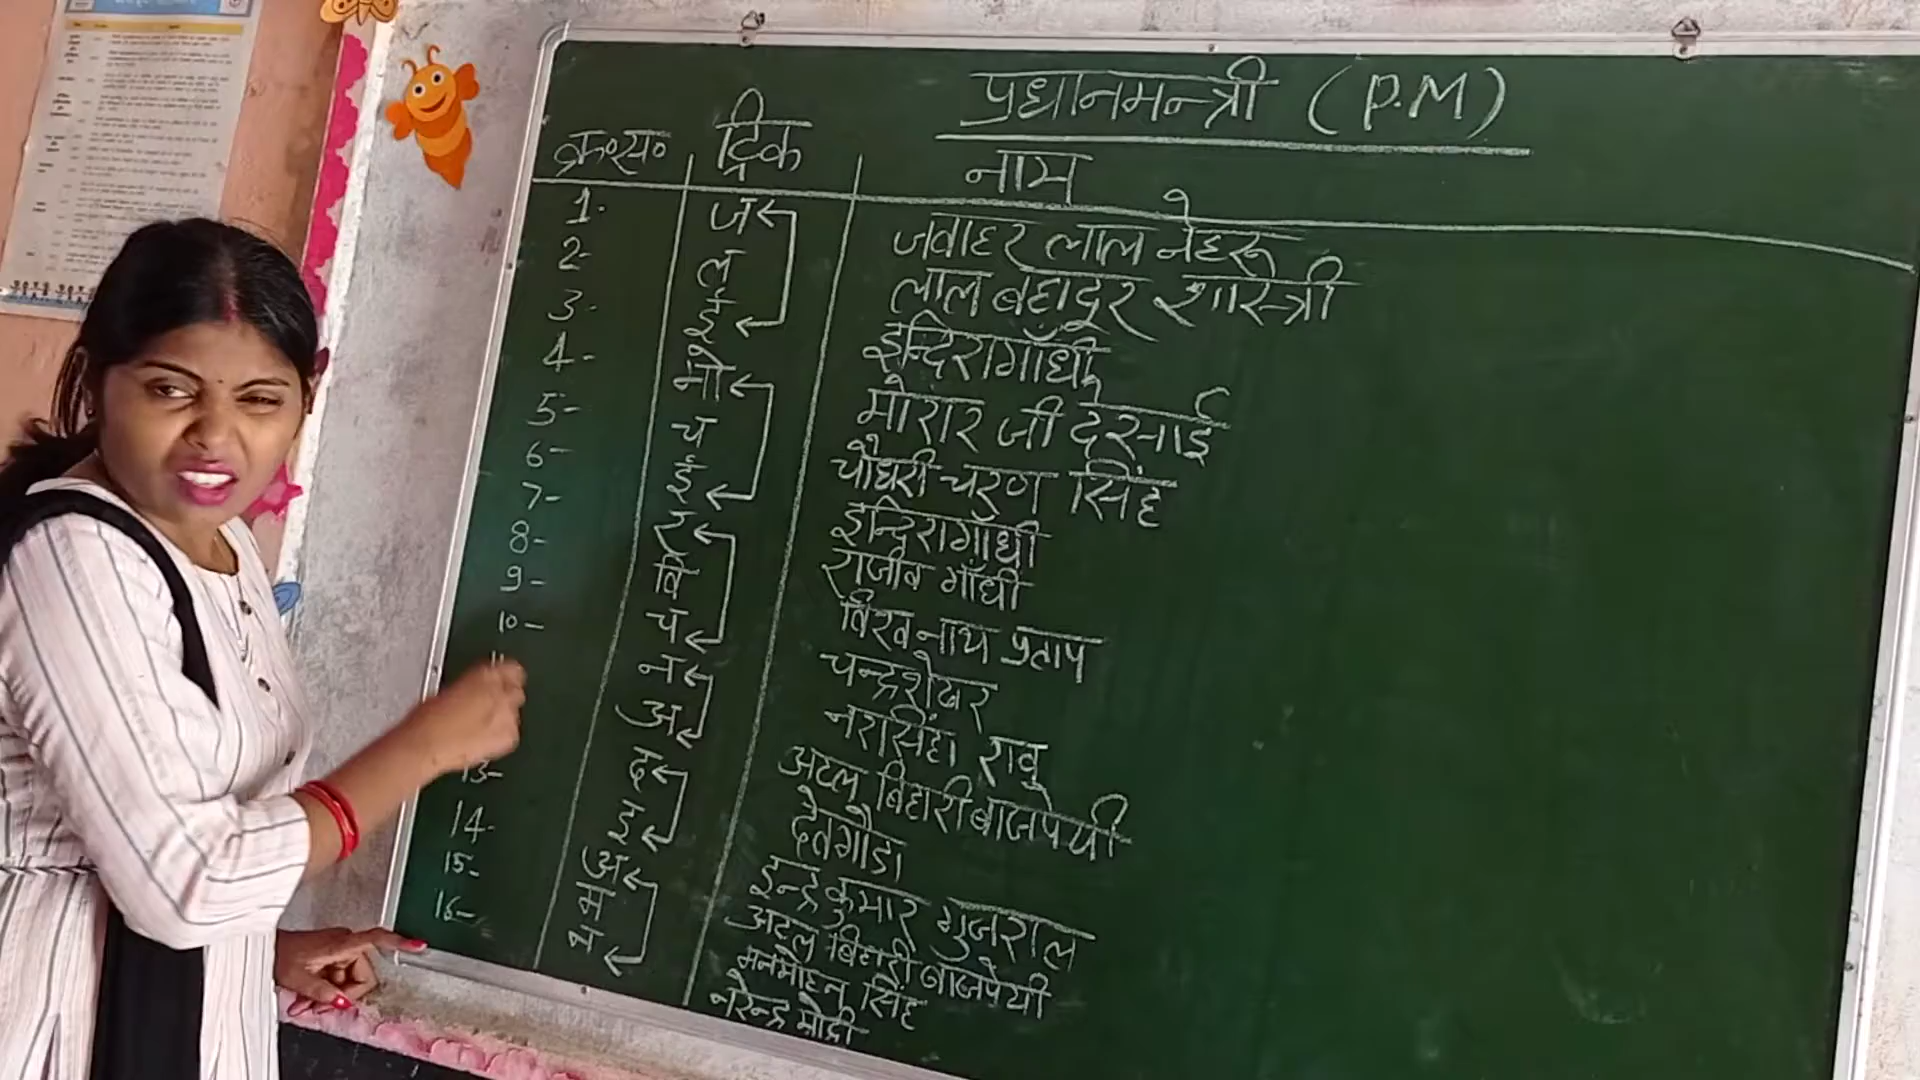 प्रधानमन्त्री (P.M)
क्र०स० ट्रिक नाम
1- ज जवाहर लाल नेहरू
2- ल लाल बहादुर शास्त्री
3- ई इन्दिरा गाँधी
4- मो मोरार जी देसाई
5- च चौधरी चरण सिंह
6- ई इन्दिरा गाँधी
7- र राजीव गाँधी
8- वि विश्वनाथ प्रताप
9- च चन्द्रशेखर
10- न नरासिंहा रावु
अ अटल बिहारी बाजपेयी
द देवगौडा
13- इ इन्द्र कुमार गुजराल
14- अ अटल बिहारी बाजपेयी
15- म मनमोहन सिंह
16- न नरेन्द्र मोदी